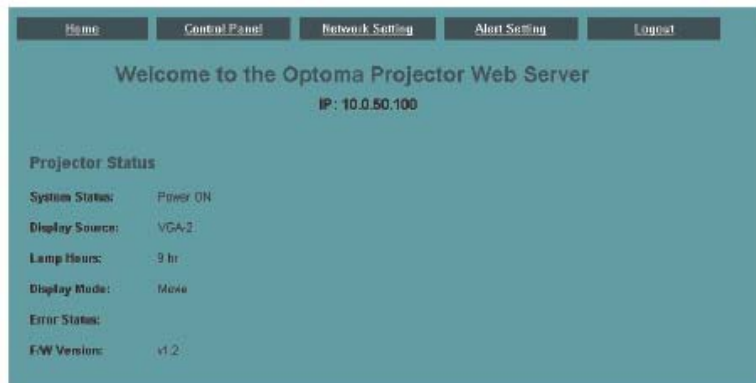 Home Control Panel Network Setting Alert Setting Logout
Welcome to the Optoma Projector Web Server
IP: 10.0.50.100
Projector Status
System Status: Power ON
Display Source: VGA-2
Lamp Hours: 9 hr
Display Mode: Movie
Error Status:
F/W Version: v1.2